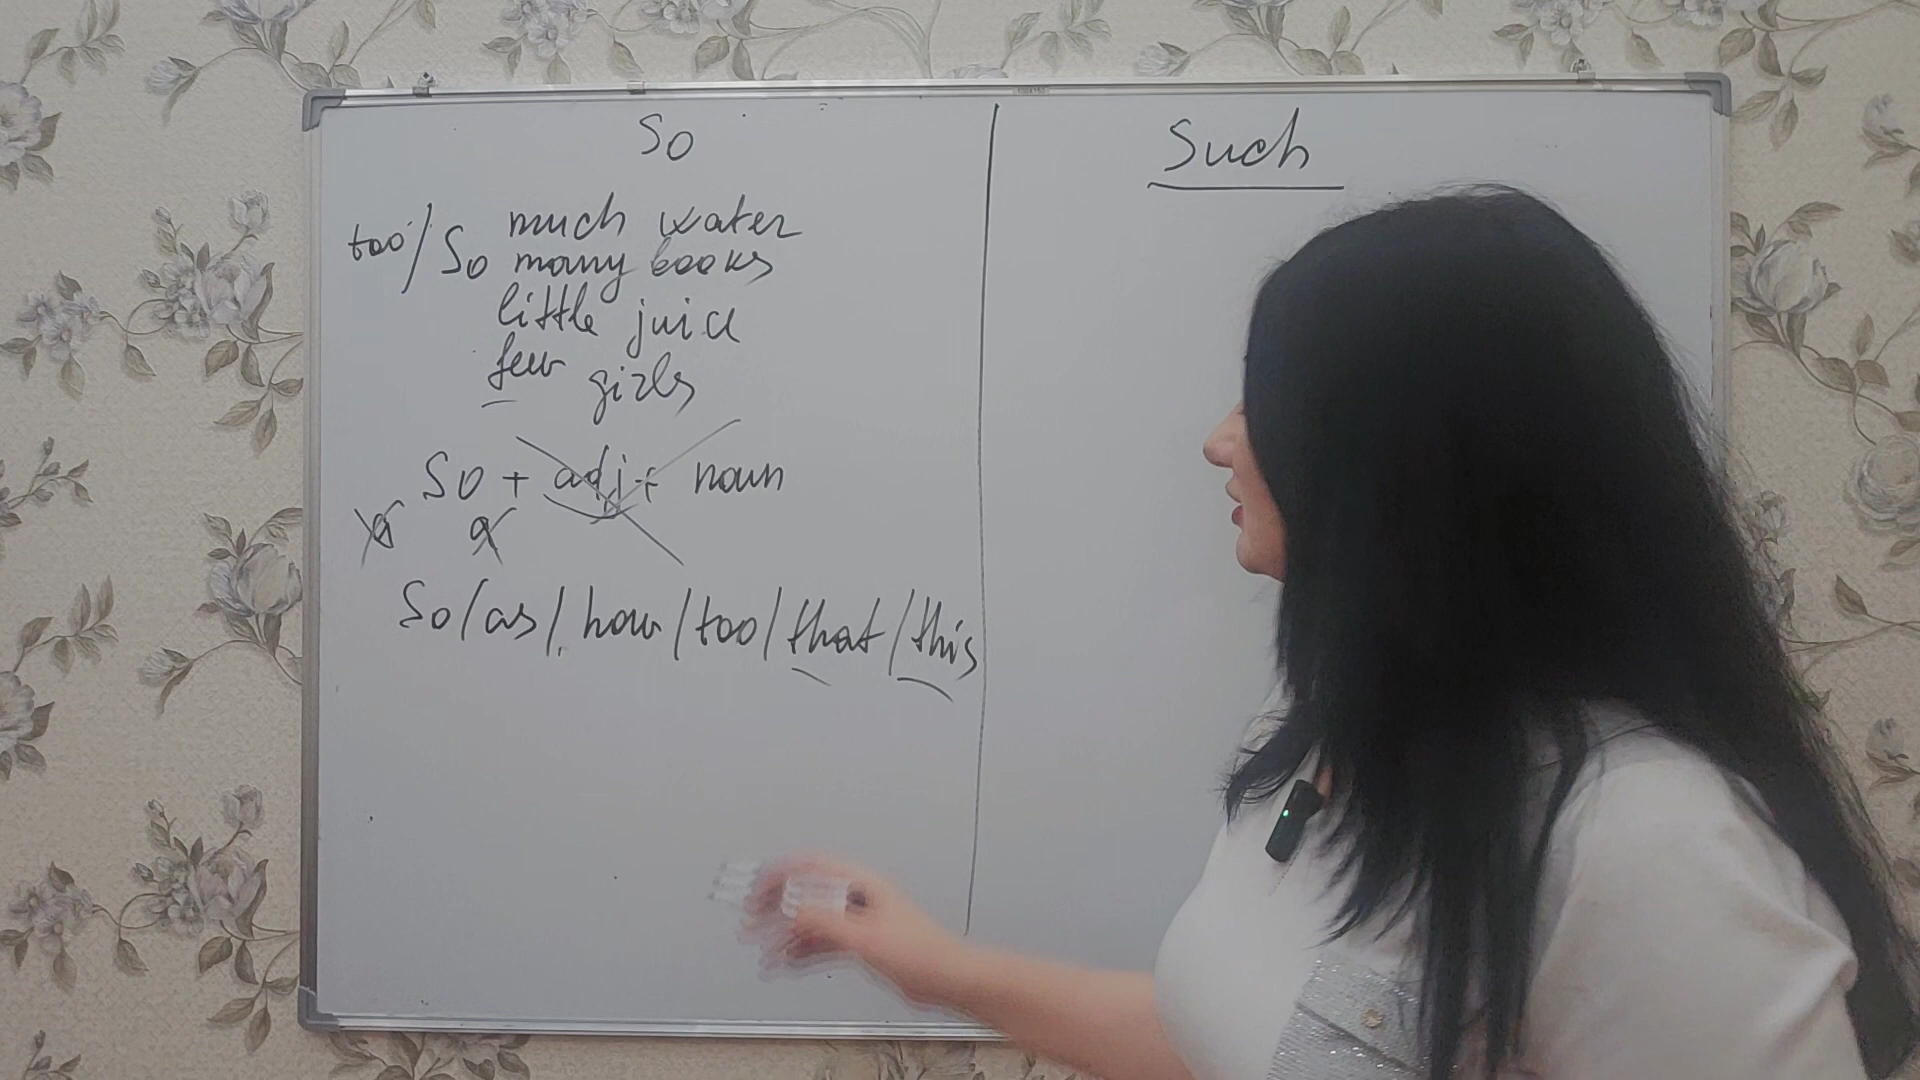 So
Such
too / So much water
many books
little juice
few girls
So + adj + noun
a a
So / as / how / too / that / this